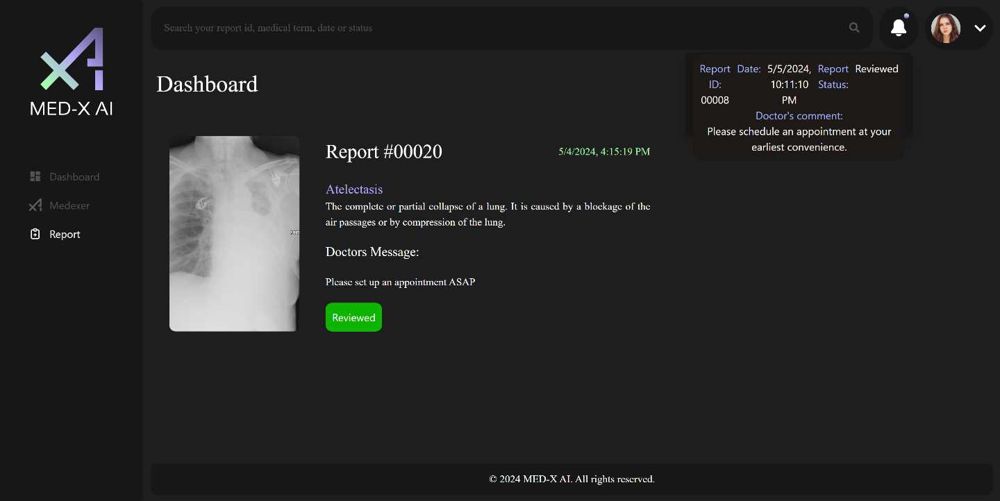 MED-X AI
Dashboard
Medexer
Report
Search your report id, medical term, date or status
Dashboard
Report #00020
5/4/2024, 4:15:19 PM
Atelectasis
The complete or partial collapse of a lung. It is caused by a blockage of the
air passages or by compression of the lung.
Doctors Message:
Please set up an appointment ASAP
Reviewed
Report Date: 5/5/2024, Report Reviewed
ID: 10:11:10 Status:
00008 PM
Doctor's comment:
Please schedule an appointment at your
earliest convenience.
© 2024 MED-X AI. All rights reserved.